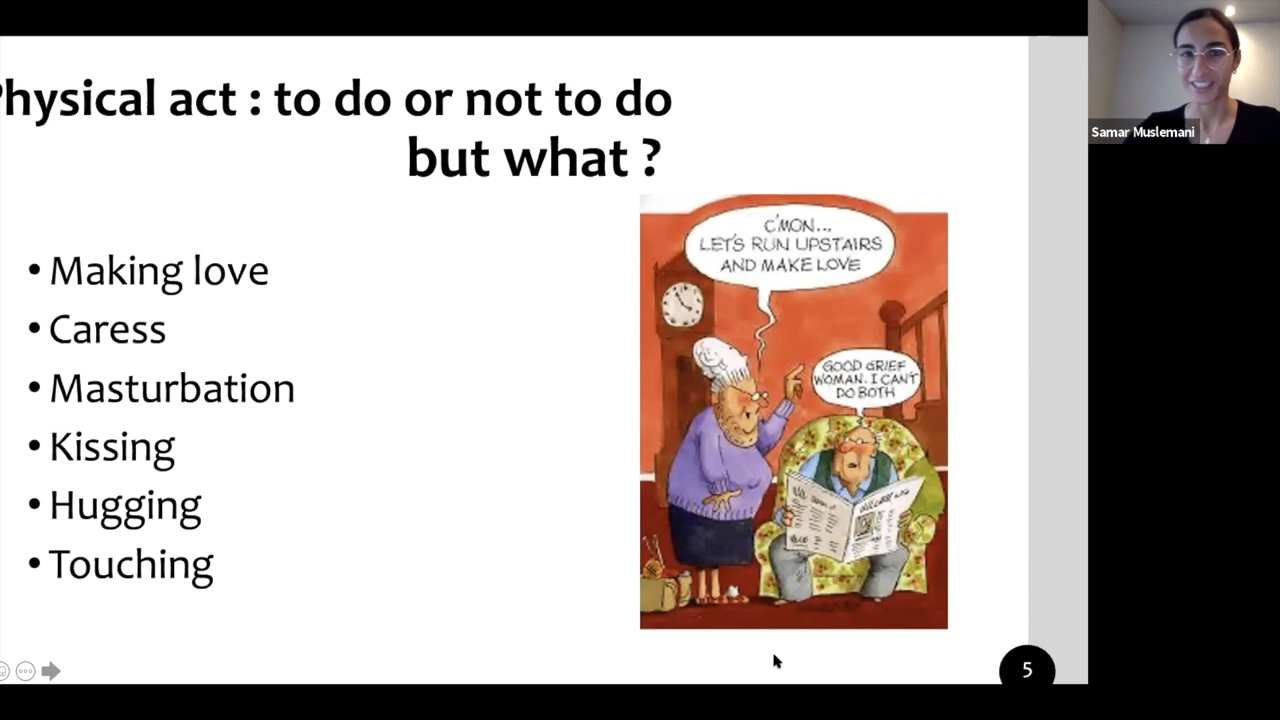 hysical act : to do or not to do
but what ?
• Making love
• Caress
• Masturbation
• Kissing
• Hugging
• Touching
C'MON...
LET'S RUN UPSTAIRS
AND MAKE LOVE
GOOD GRIEF
WOMAN. I CAN'T
DO BOTH
5
Samar Muslemani